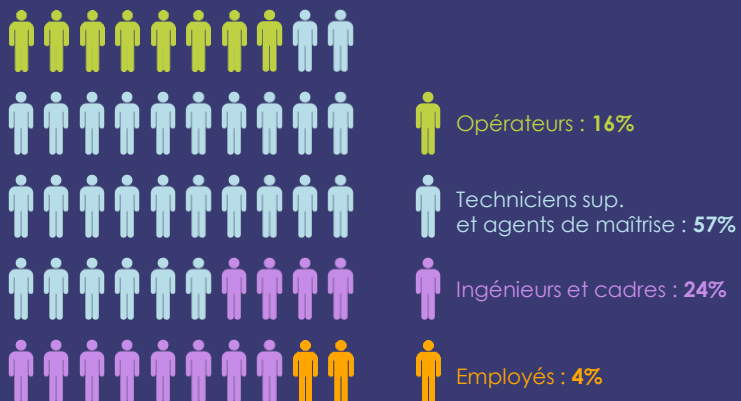 Opérateurs : 16%
Techniciens sup.
et agents de maîtrise : 57%
Ingénieurs et cadres : 24%
Employés : 4%